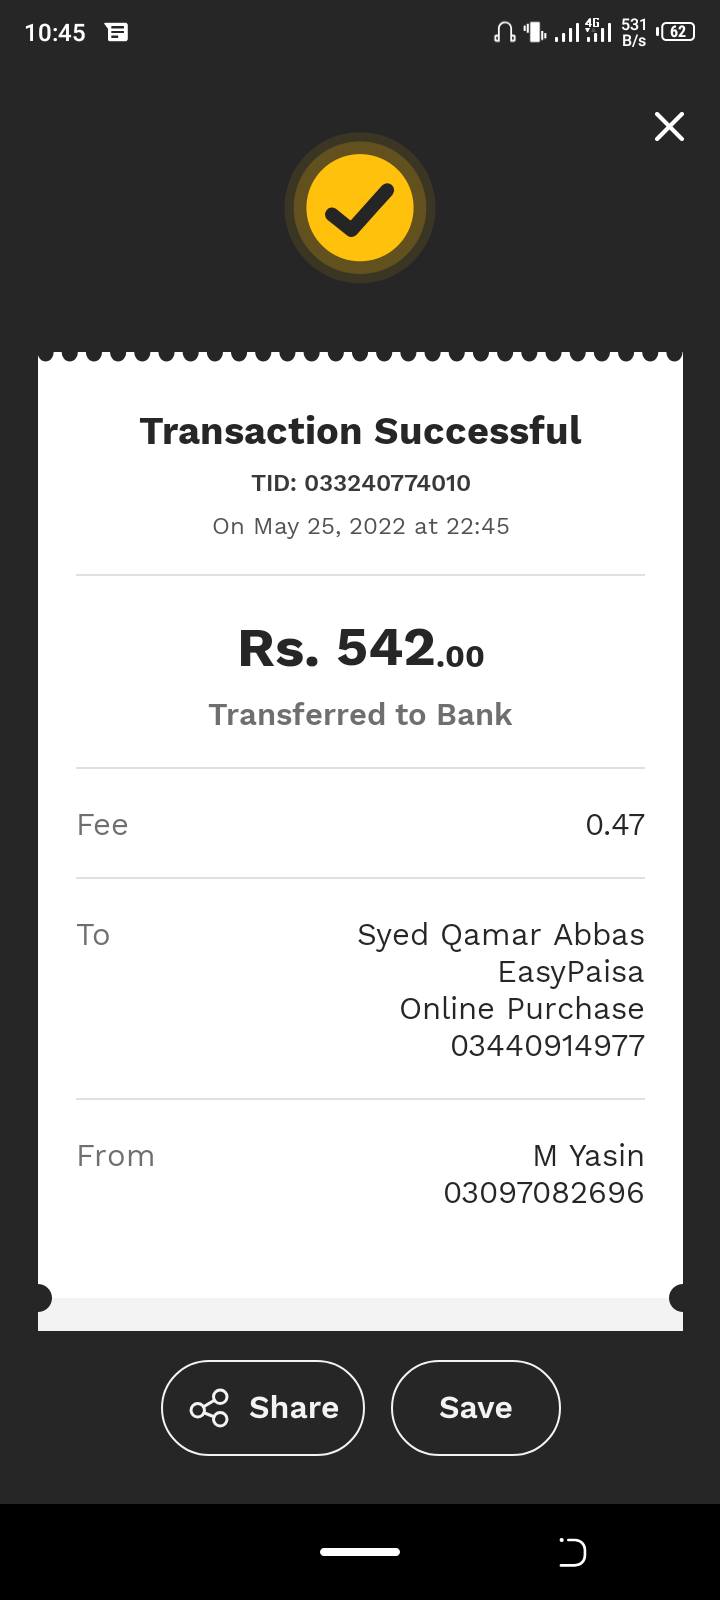 10:45
4G
531
B/s
62
Transaction Successful
TID: 033240774010
On May 25, 2022 at 22:45
Rs. 542.00
Transferred to Bank
Fee 0.47
To Syed Qamar Abbas
EasyPaisa
Online Purchase
03440914977
From M Yasin
03097082696
Share Save